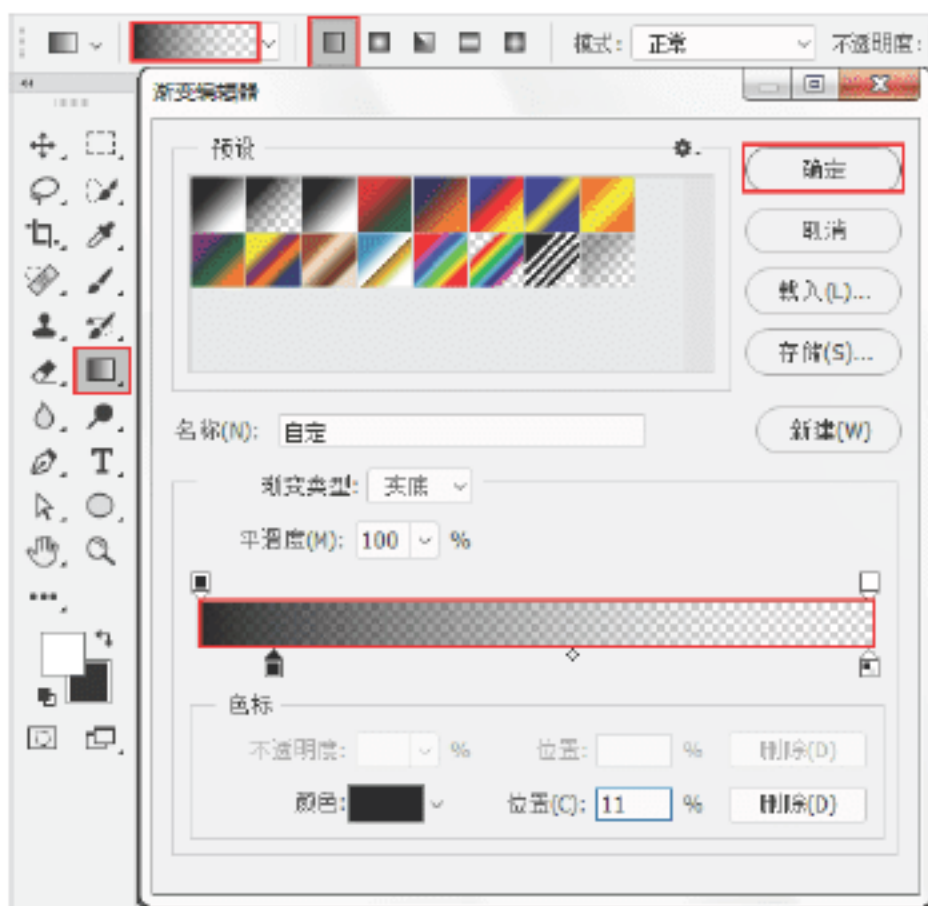 模式: 正常 不透明度:
渐变编辑器
预设
确定
取消
载入(L)...
存储(S)...
名称(N): 自定
新建(W)
渐变类型: 实底
平滑度(M): 100 %
色标
不透明度: % 位置: % 删除(D)
颜色: 位置(C): 11 % 删除(D)